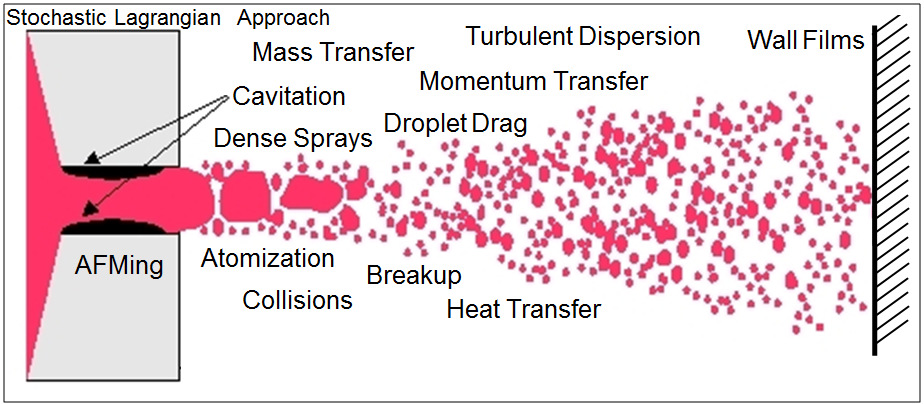 Stochastic Lagrangian Approach
Mass Transfer
Turbulent Dispersion
Wall Films
Momentum Transfer
Cavitation
Dense Sprays
Droplet Drag
AFMing
Atomization
Breakup
Collisions
Heat Transfer